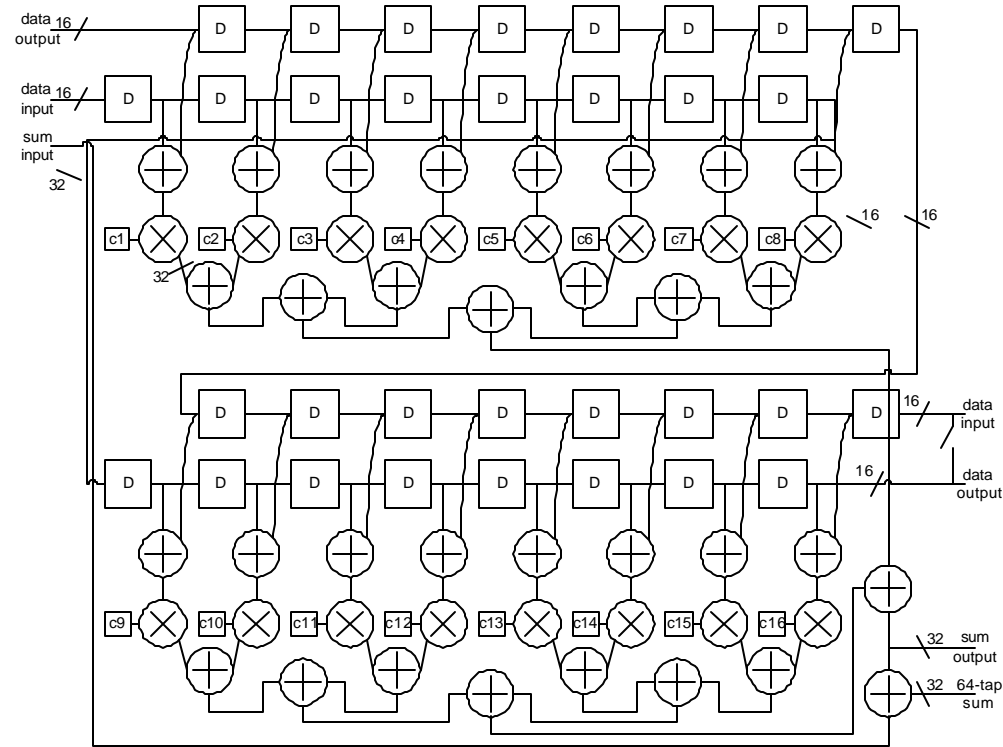 data
output
16
D D D D D D D D
data
input
16
D D D D D D D D
sum
input
32
c1 c2 c3 c4 c5 c6 c7 c8
16
16
32
D D D D D D D D
16
data
input
D D D D D D D D
16
data
output
c9 c10 c11 c12 c13 c14 c15 c16
32
sum
output
32
64-tap
sum